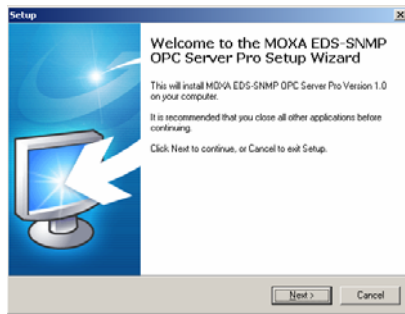 Setup
Welcome to the MOXA EDS-SNMP
OPC Server Pro Setup Wizard
This will install MOXA EDS-SNMP OPC Server Pro Version 1.0
on your computer.
It is recommended that you close all other applications before
continuing.
Click Next to continue, or Cancel to exit Setup.
Next >
Cancel